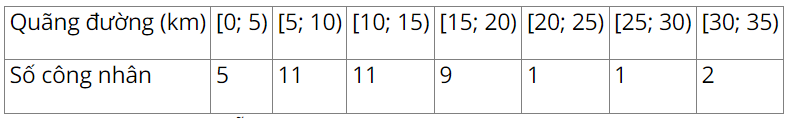 Quãng đường (km) [0; 5) [5; 10) [10; 15) [15; 20) [20; 25) [25; 30) [30; 35)
Số công nhân 5 11 11 9 1 1 2